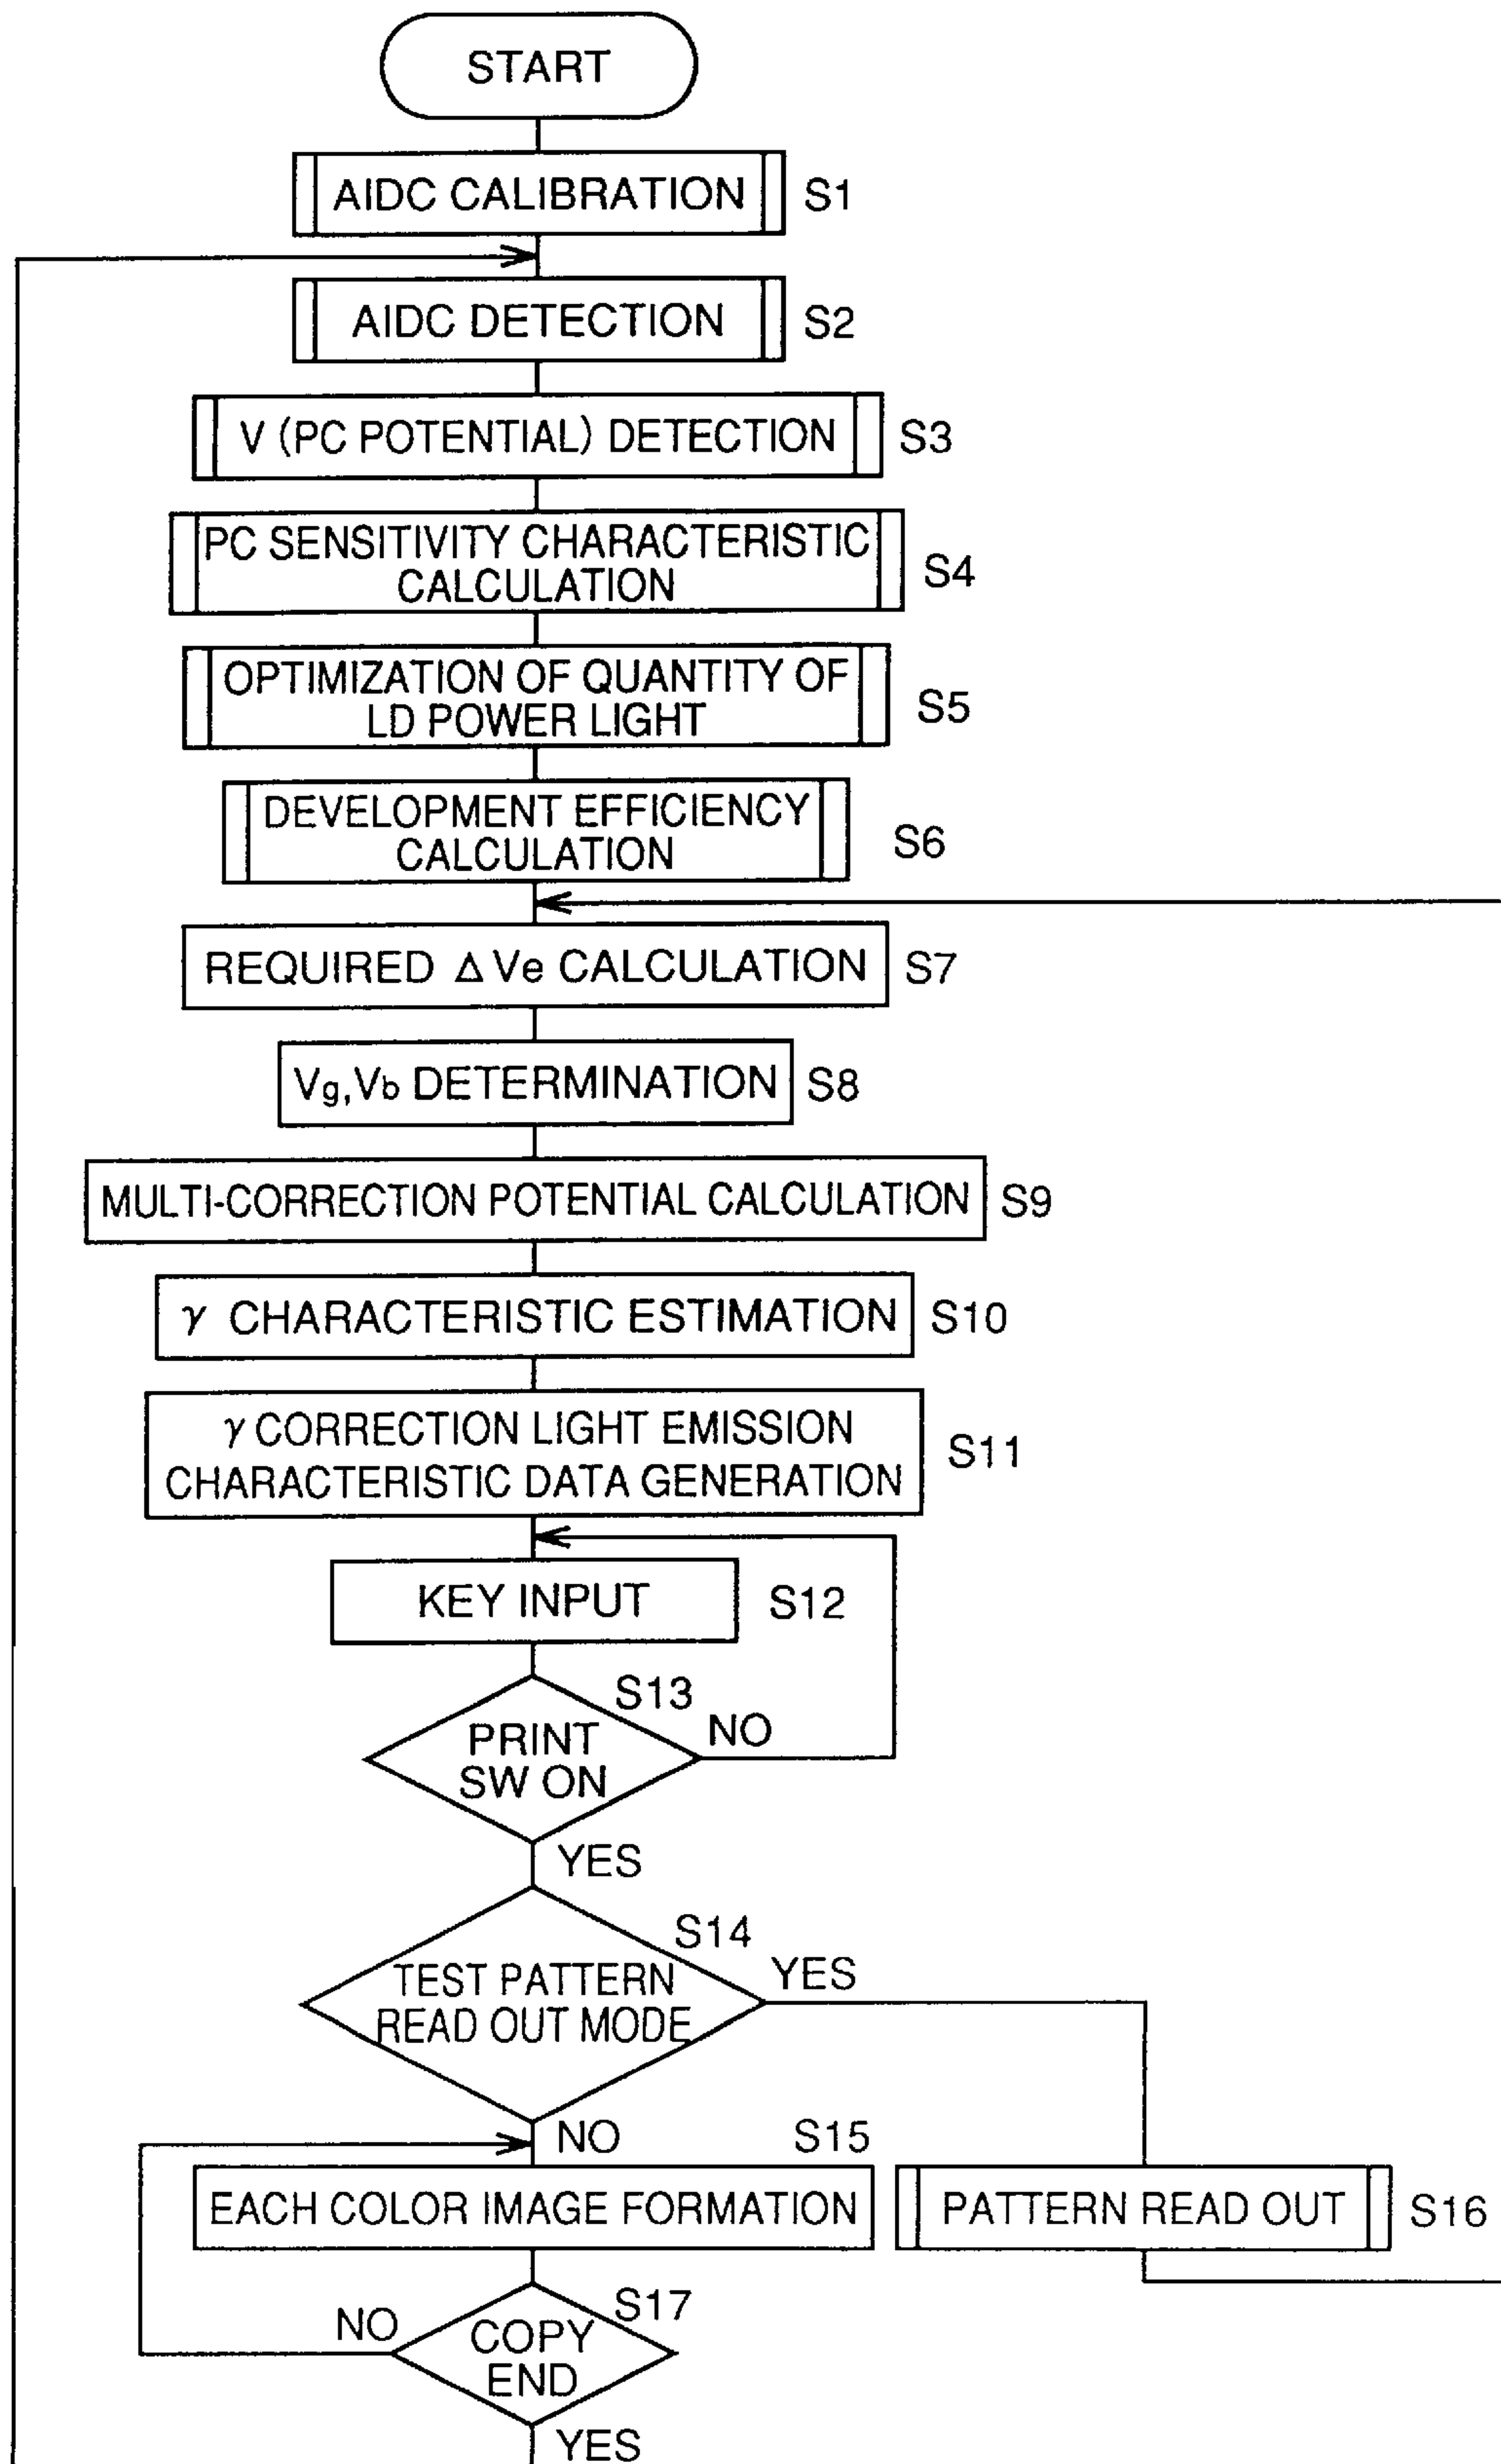 START
AIDC CALIBRATION S1
AIDC DETECTION S2
V (PC POTENTIAL) DETECTION S3
PC SENSITIVITY CHARACTERISTIC
CALCULATION
S4
OPTIMIZATION OF QUANTITY OF
LD POWER LIGHT
S5
DEVELOPMENT EFFICIENCY
CALCULATION
S6
REQUIRED Δ Ve CALCULATION S7
Vg,Vb DETERMINATION S8
MULTI-CORRECTION POTENTIAL CALCULATION S9
γ CHARACTERISTIC ESTIMATION S10
γ CORRECTION LIGHT EMISSION
CHARACTERISTIC DATA GENERATION
S11
KEY INPUT S12
S13
PRINT
SW ON
NO
YES
S14
TEST PATTERN
READ OUT MODE
YES
NO
S15
EACH COLOR IMAGE FORMATION
PATTERN READ OUT S16
S17
NO
COPY
END
YES